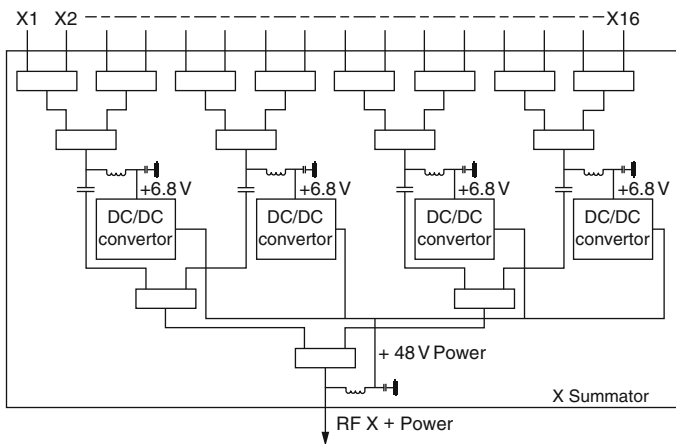 X1 X2 X16
+6.8 V +6.8 V +6.8 V +6.8 V
DC/DC convertor
DC/DC convertor
DC/DC convertor
DC/DC convertor
+ 48 V Power
X Summator
RF X + Power